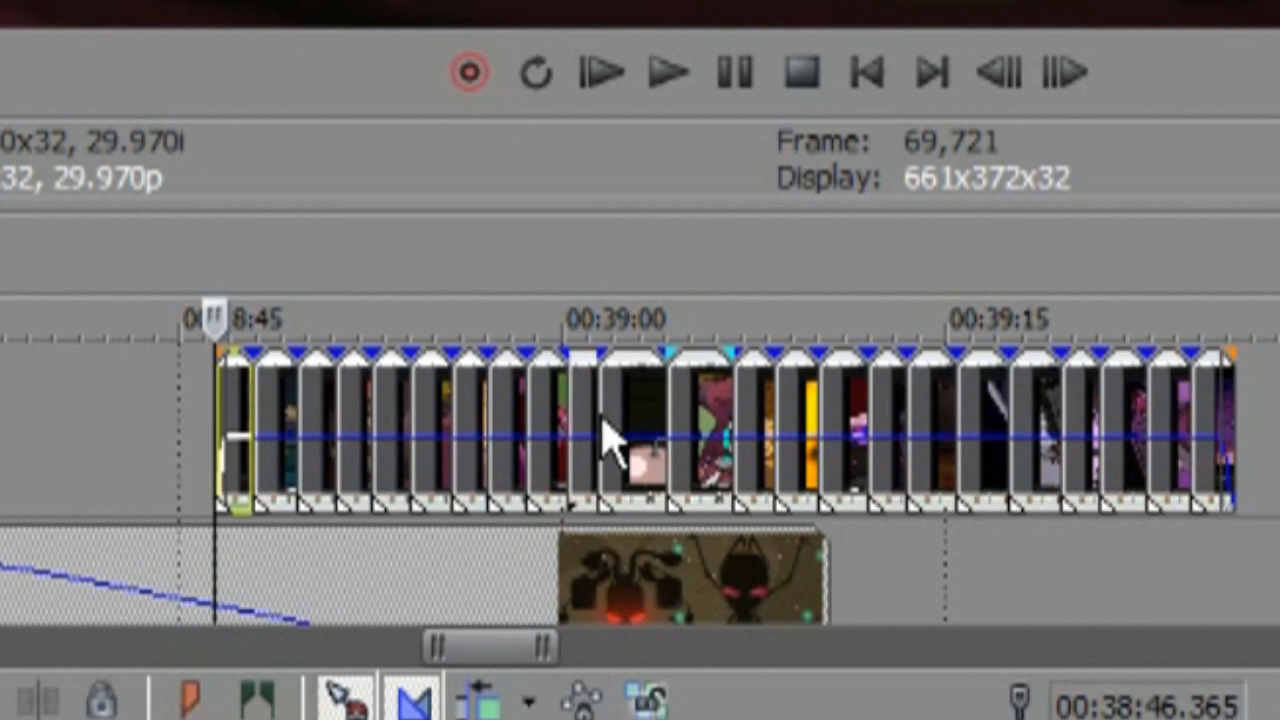 0x32, 29.970i
Frame: 69,721
32, 29.970p
Display: 661x372x32
00 8:45
00:39:00
00:39:15
00:38:46.365